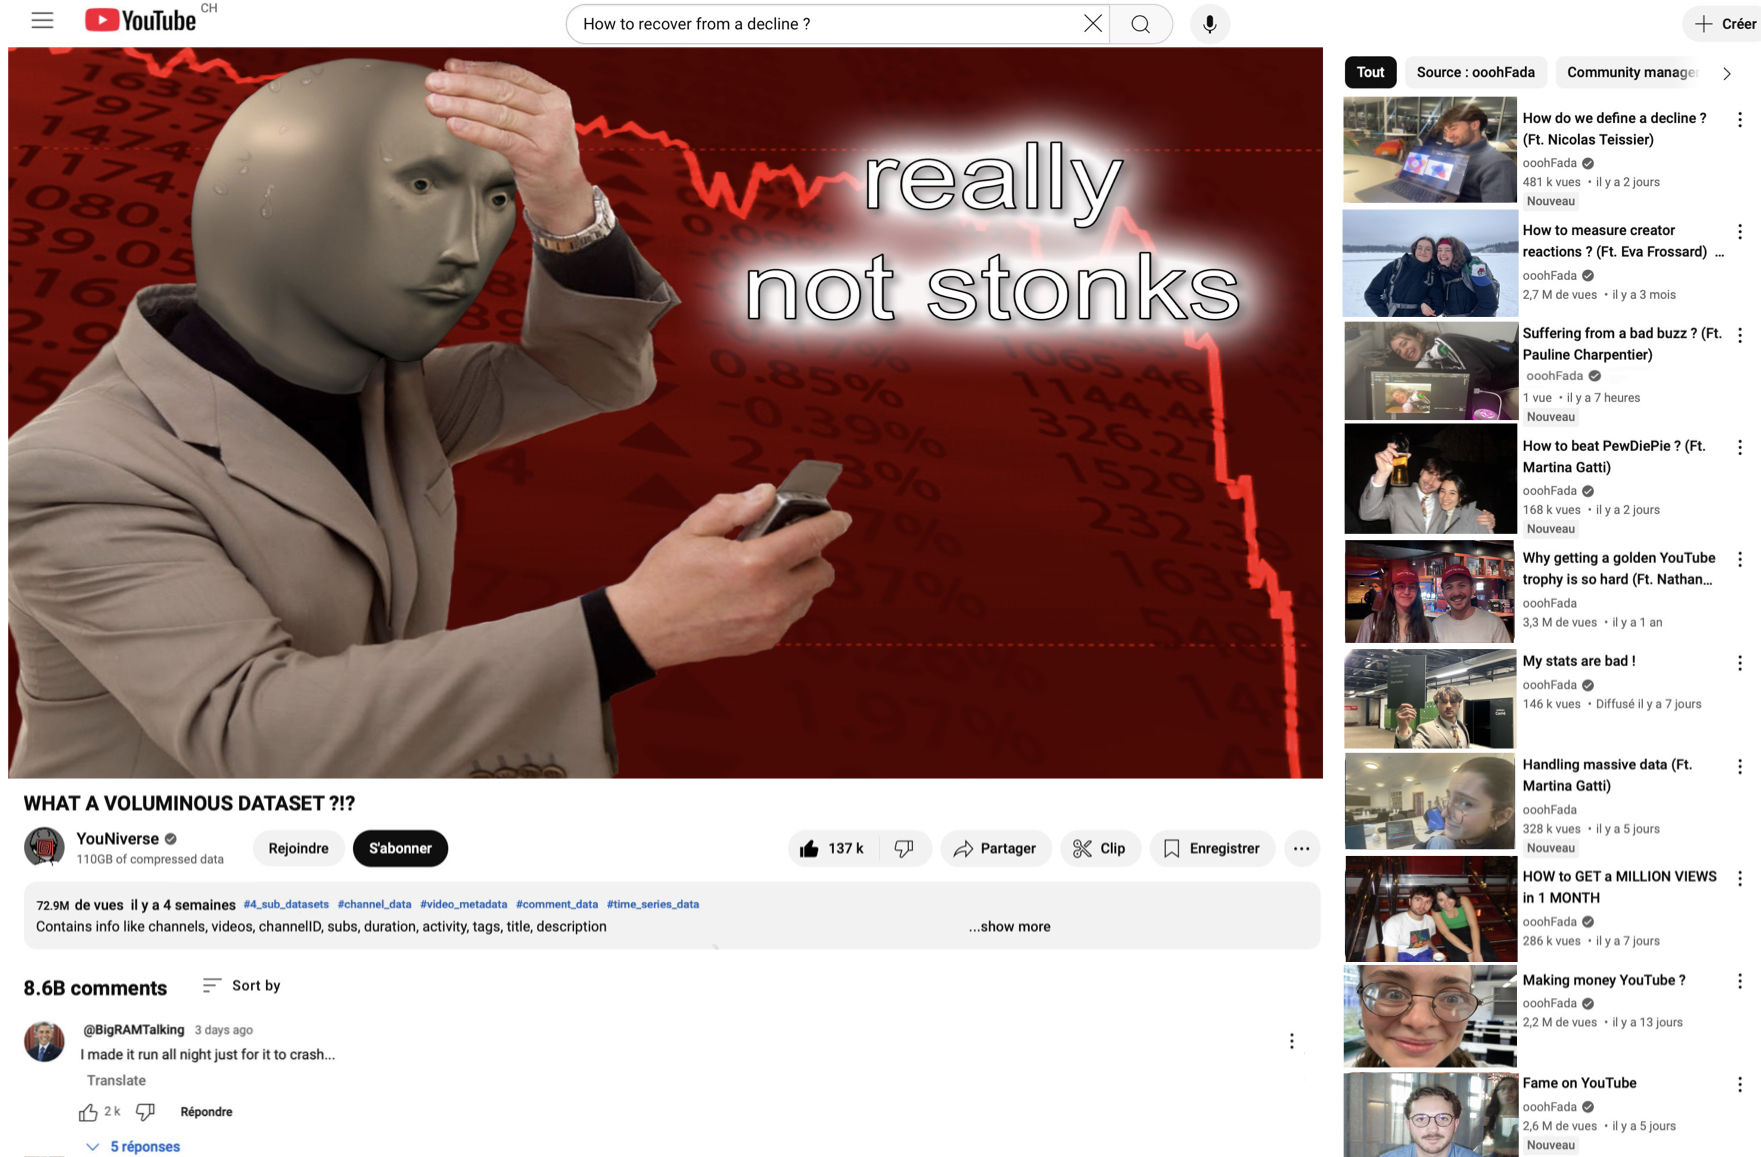 YouTube CH
How to recover from a decline ?
Créer
really
not stonks
WHAT A VOLUMINOUS DATASET ?!?
YouNiverse
110GB of compressed data
Rejoindre
S'abonner
137 k
Partager
Clip
Enregistrer
72.9M de vues il y a 4 semaines #4_sub_datasets #channel_data #video_metadata #comment_data #time_series_data
Contains info like channels, videos, channelID, subs, duration, activity, tags, title, description
...show more
8.6B comments
Sort by
@BigRAMTalking 3 days ago
I made it run all night just for it to crash...
Translate
2 k
Répondre
5 réponses
Tout
Source : ooohFada
Community manager
How do we define a decline ?
(Ft. Nicolas Teissier)
ooohFada
481 k vues • il y a 2 jours
Nouveau
How to measure creator
reactions ? (Ft. Eva Frossard) ...
ooohFada
2,7 M de vues • il y a 3 mois
Suffering from a bad buzz ? (Ft.
Pauline Charpentier)
ooohFada
1 vue • il y a 7 heures
Nouveau
How to beat PewDiePie ? (Ft.
Martina Gatti)
ooohFada
168 k vues • il y a 2 jours
Nouveau
Why getting a golden YouTube
trophy is so hard (Ft. Nathan...
ooohFada
3,3 M de vues • il y a 1 an
My stats are bad !
ooohFada
146 k vues • Diffusé il y a 7 jours
Handling massive data (Ft.
Martina Gatti)
ooohFada
328 k vues • il y a 5 jours
Nouveau
HOW to GET a MILLION VIEWS
in 1 MONTH
ooohFada
286 k vues • il y a 7 jours
Making money YouTube ?
ooohFada
2,2 M de vues • il y a 13 jours
Fame on YouTube
ooohFada
2,6 M de vues • il y a 5 jours
Nouveau